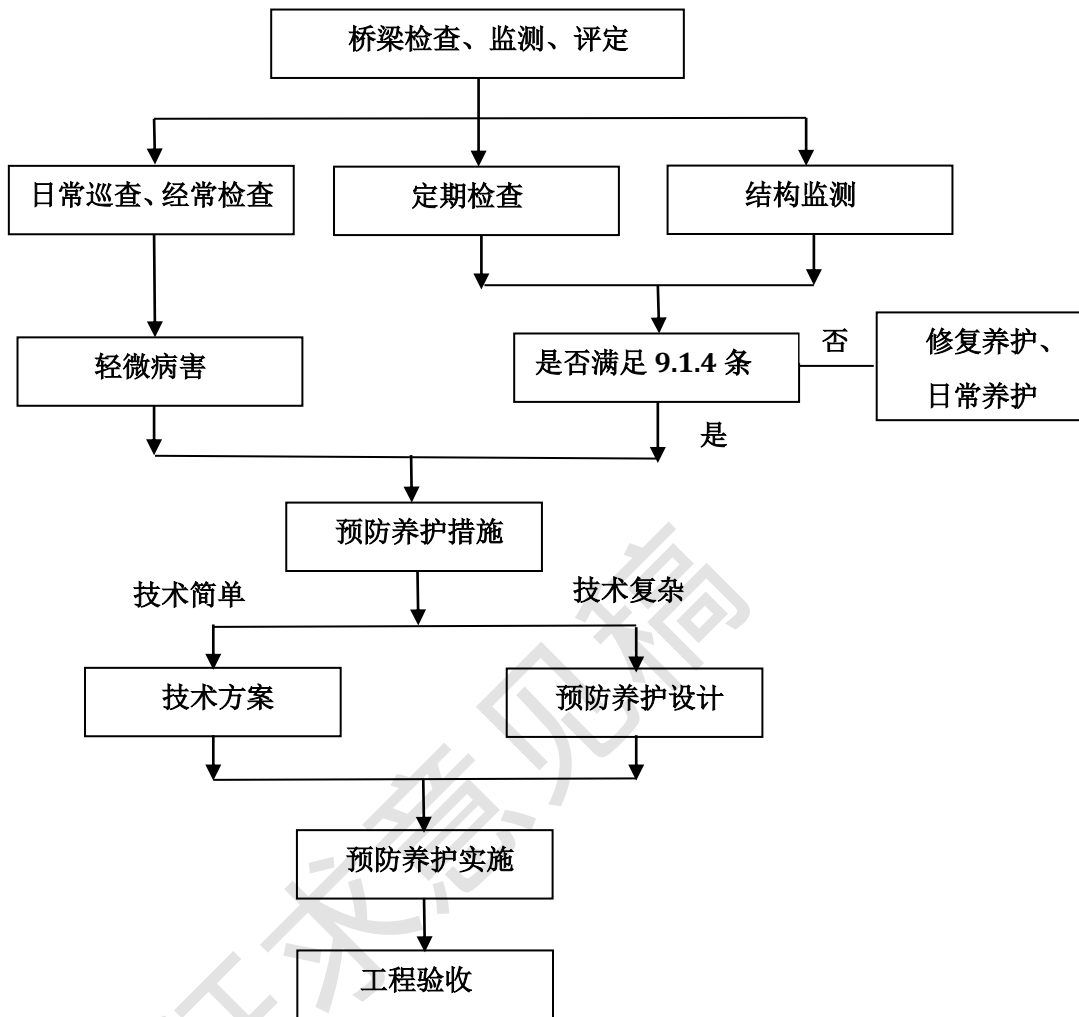 桥梁检查、监测、评定
日常巡查、经常检查
定期检查
结构监测
轻微病害
是否满足 9.1.4 条
否
修复养护、
日常养护
是
预防养护措施
技术简单
技术复杂
技术方案
预防养护设计
预防养护实施
工程验收
求意见稿